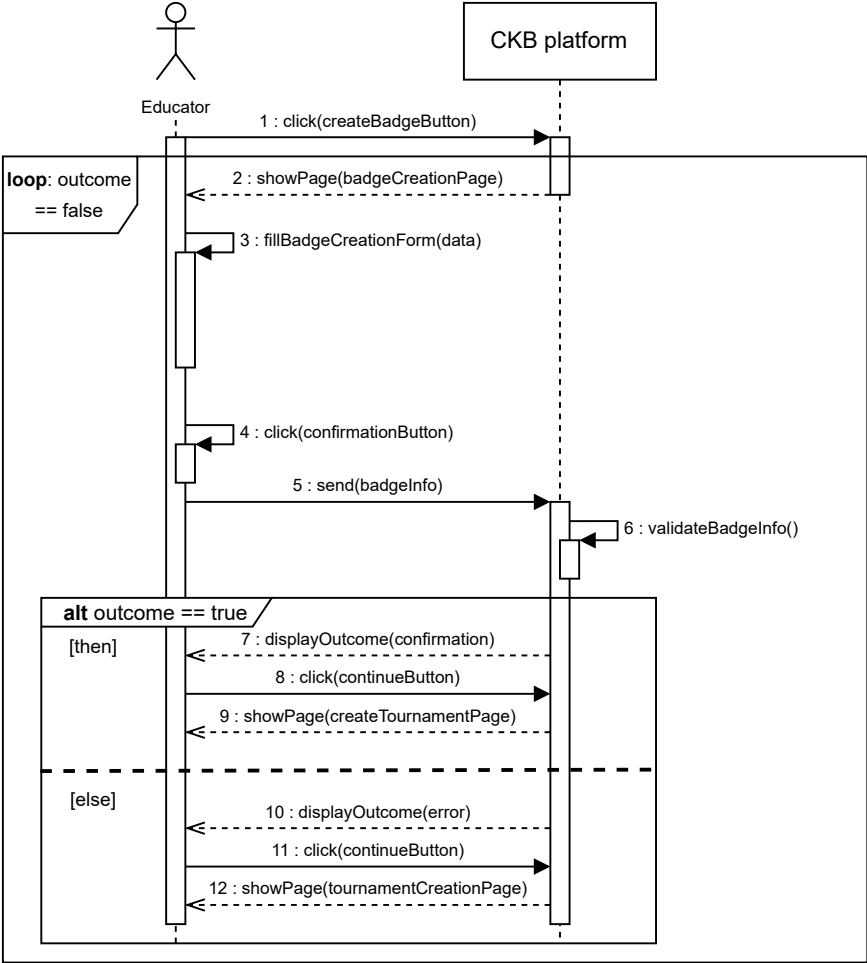 CKB platform
Educator
1 : click(createBadgeButton)
loop: outcome
== false
2 : showPage(badgeCreationPage)
3 : fillBadgeCreationForm(data)
4 : click(confirmationButton)
5 : send(badgeInfo)
6 : validateBadgeInfo()
alt outcome == true
[then]
7 : displayOutcome(confirmation)
8 : click(continueButton)
9 : showPage(createTournamentPage)
[else]
10 : displayOutcome(error)
11 : click(continueButton)
12 : showPage(tournamentCreationPage)